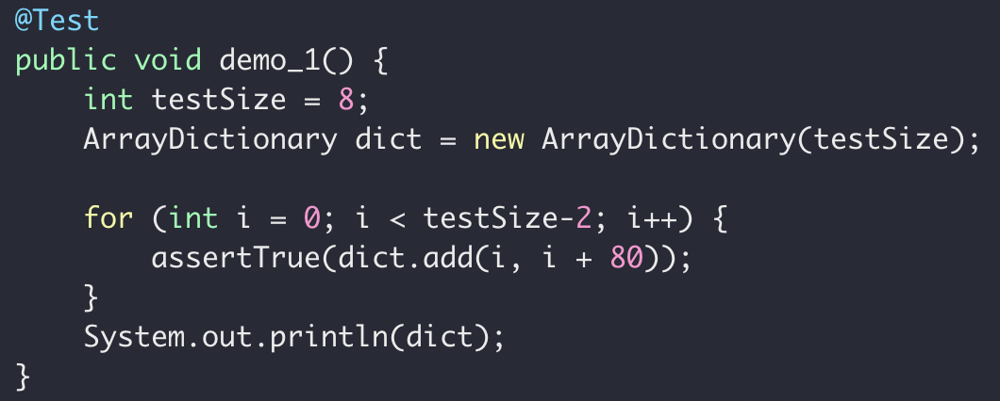 @Test
public void demo_1() {
    int testSize = 8;
    ArrayDictionary dict = new ArrayDictionary(testSize);

    for (int i = 0; i < testSize-2; i++) {
        assertTrue(dict.add(i, i + 80));
    }
    System.out.println(dict);
}